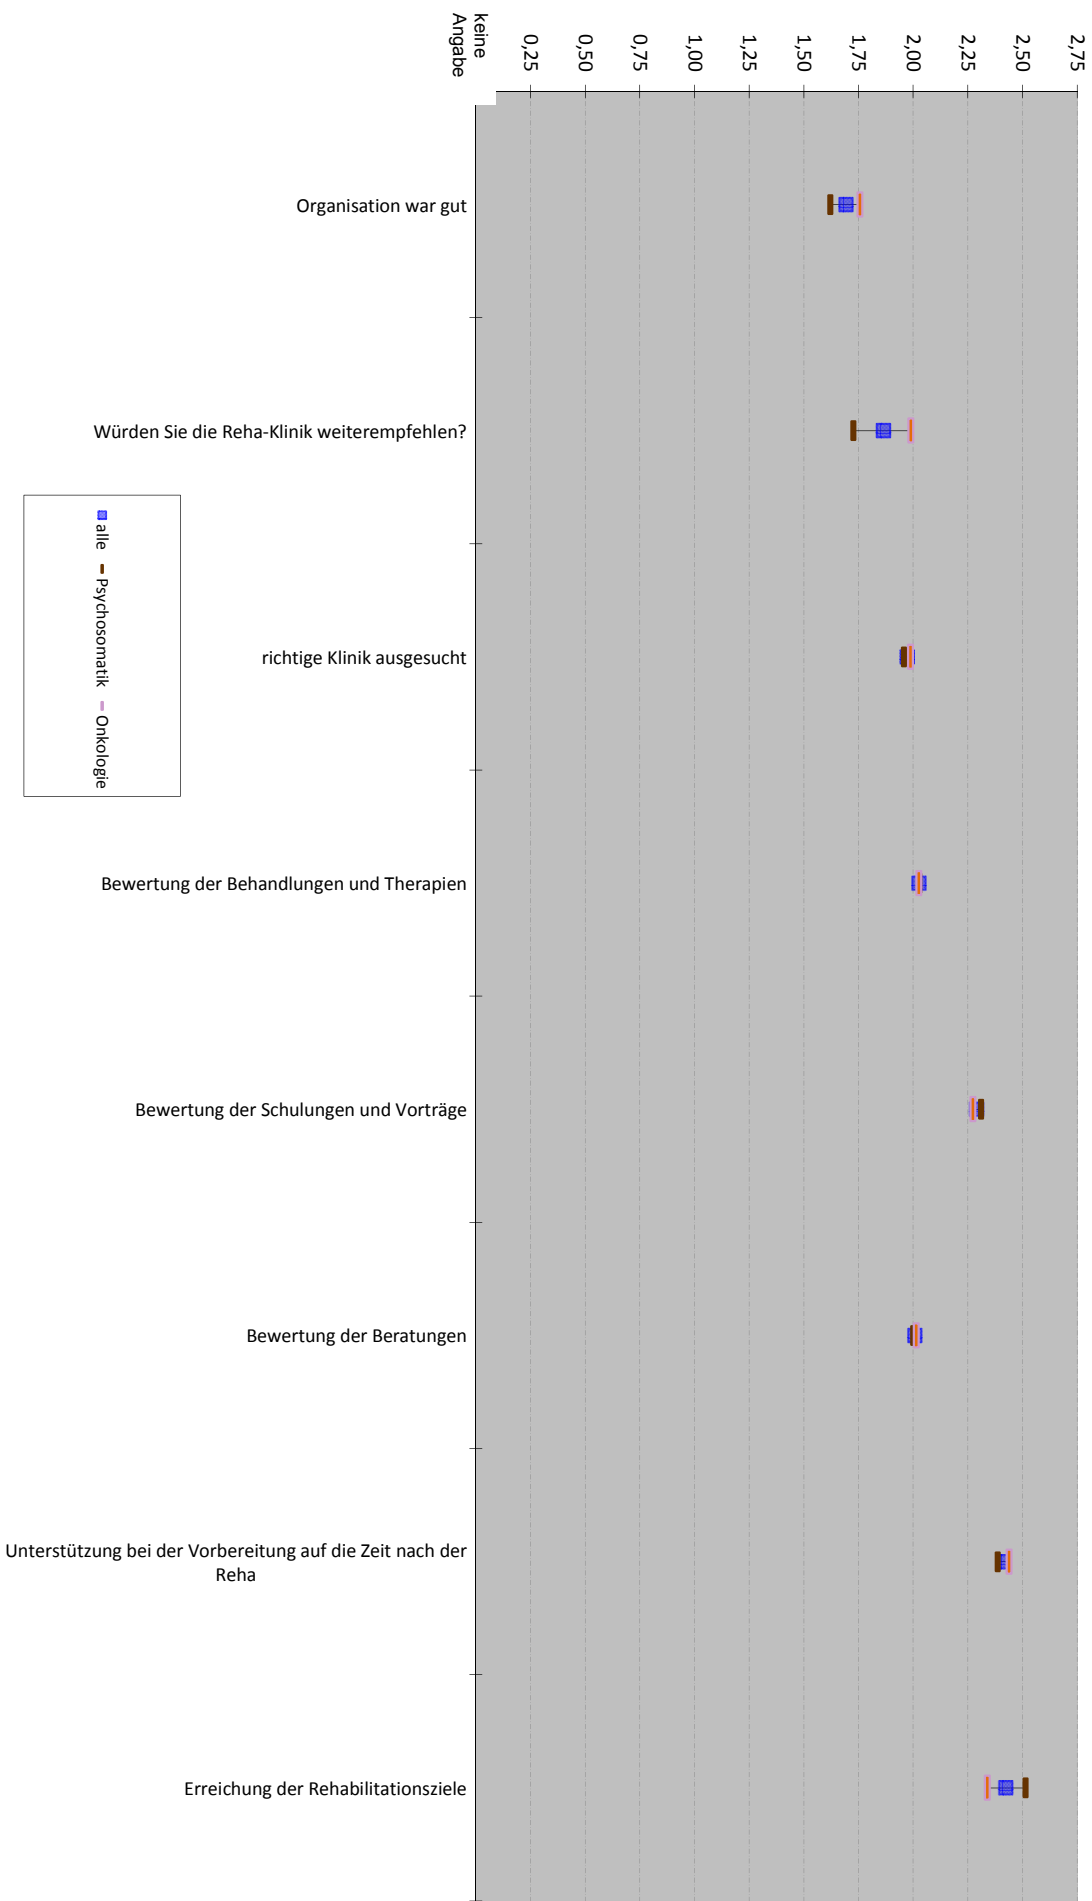 keine
Angabe
0,25
0,50
0,75
1,00
1,25
1,50
1,75
2,00
2,25
2,50
2,75
Organisation war gut
Würden Sie die Reha-Klinik weiterempfehlen?
richtige Klinik ausgesucht
Bewertung der Behandlungen und Therapien
Bewertung der Schulungen und Vorträge
Bewertung der Beratungen
Unterstützung bei der Vorbereitung auf die Zeit nach der
Reha
Erreichung der Rehabilitationsziele
alle Psychosomatik Onkologie